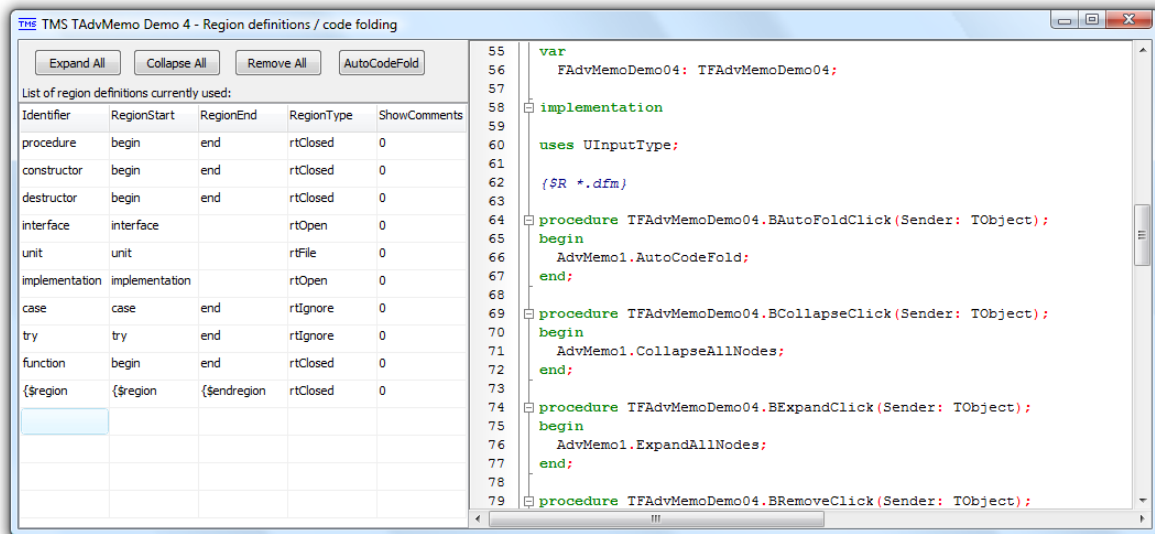 TMS TMS TAdvMemo Demo 4 - Region definitions / code folding
Expand All Collapse All Remove All AutoCodeFold
List of region definitions currently used:
Identifier RegionStart RegionEnd RegionType ShowComments
procedure begin end rtClosed 0
constructor begin end rtClosed 0
destructor begin end rtClosed 0
interface interface rtOpen 0
unit unit rtFile 0
implementation implementation rtOpen 0
case case end rtIgnore 0
try try end rtIgnore 0
function begin end rtClosed 0
{$region {$region {$endregion rtClosed 0
55 var
56 FAdvMemoDemo04: TFAdvMemoDemo04;
57
58 implementation
59
60 uses UInputType;
61
62 {$R *.dfm}
63
64 procedure TFAdvMemoDemo04.BAutoFoldClick(Sender: TObject);
65 begin
66 AdvMemo1.AutoCodeFold;
67 end;
68
69 procedure TFAdvMemoDemo04.BCollapseClick(Sender: TObject);
70 begin
71 AdvMemo1.CollapseAllNodes;
72 end;
73
74 procedure TFAdvMemoDemo04.BExpandClick(Sender: TObject);
75 begin
76 AdvMemo1.ExpandAllNodes;
77 end;
78
79 procedure TFAdvMemoDemo04.BRemoveClick(Sender: TObject);